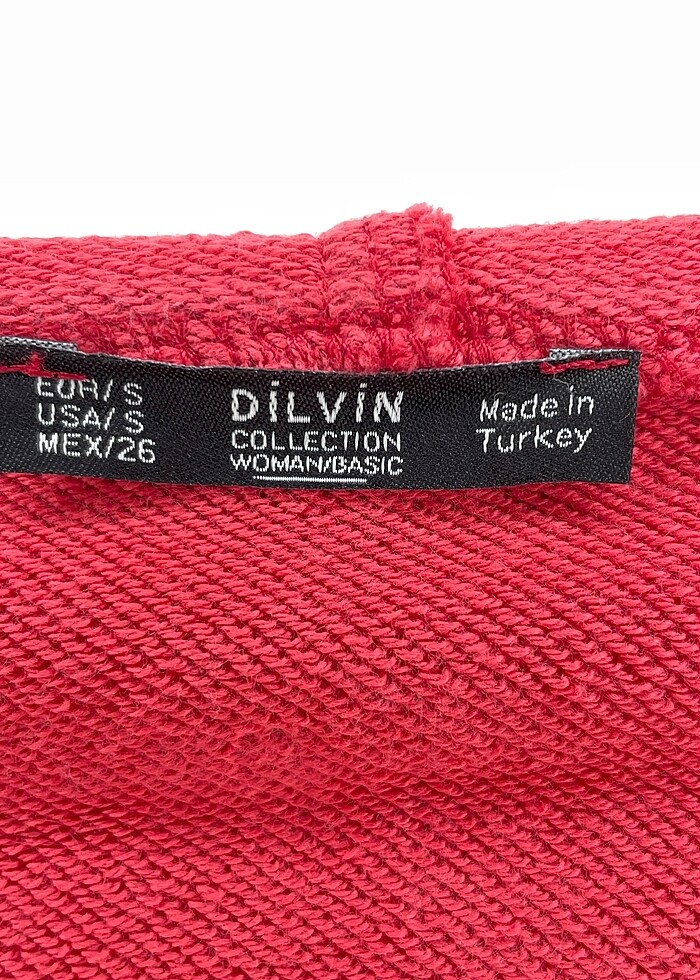 EUR/S
USA/S
MEX/26
DİLVİN
COLLECTION
WOMAN/BASIC
Made in
Turkey